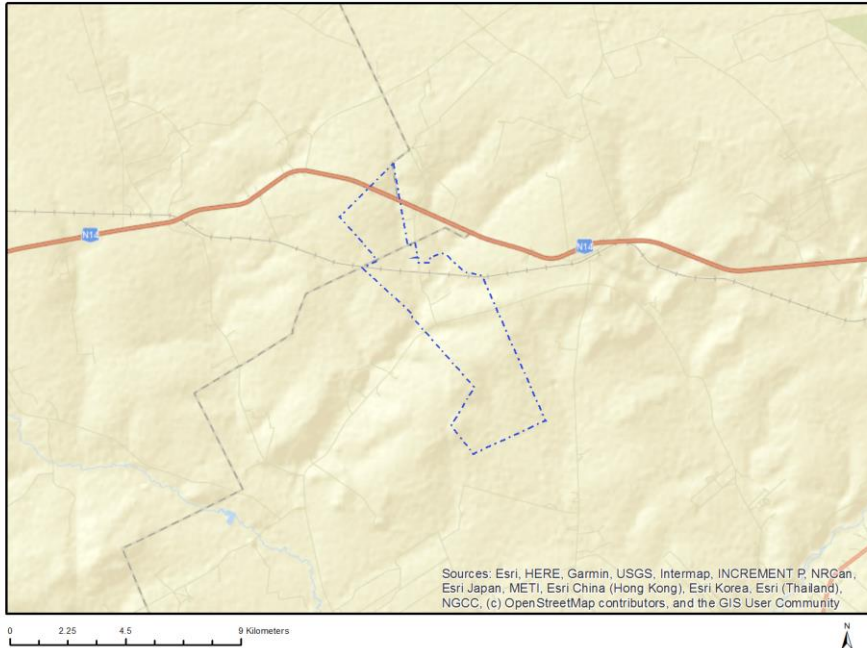 N14
N14
Sources: Esri, HERE, Garmin, USGS, Intermap, INCREMENT P, NRCan,
Esri Japan, METI, Esri China (Hong Kong), Esri Korea, Esri (Thailand),
NGCC, (c) OpenStreetMap contributors, and the GIS User Community
0 2.25 4.5 9 Kilometers
N